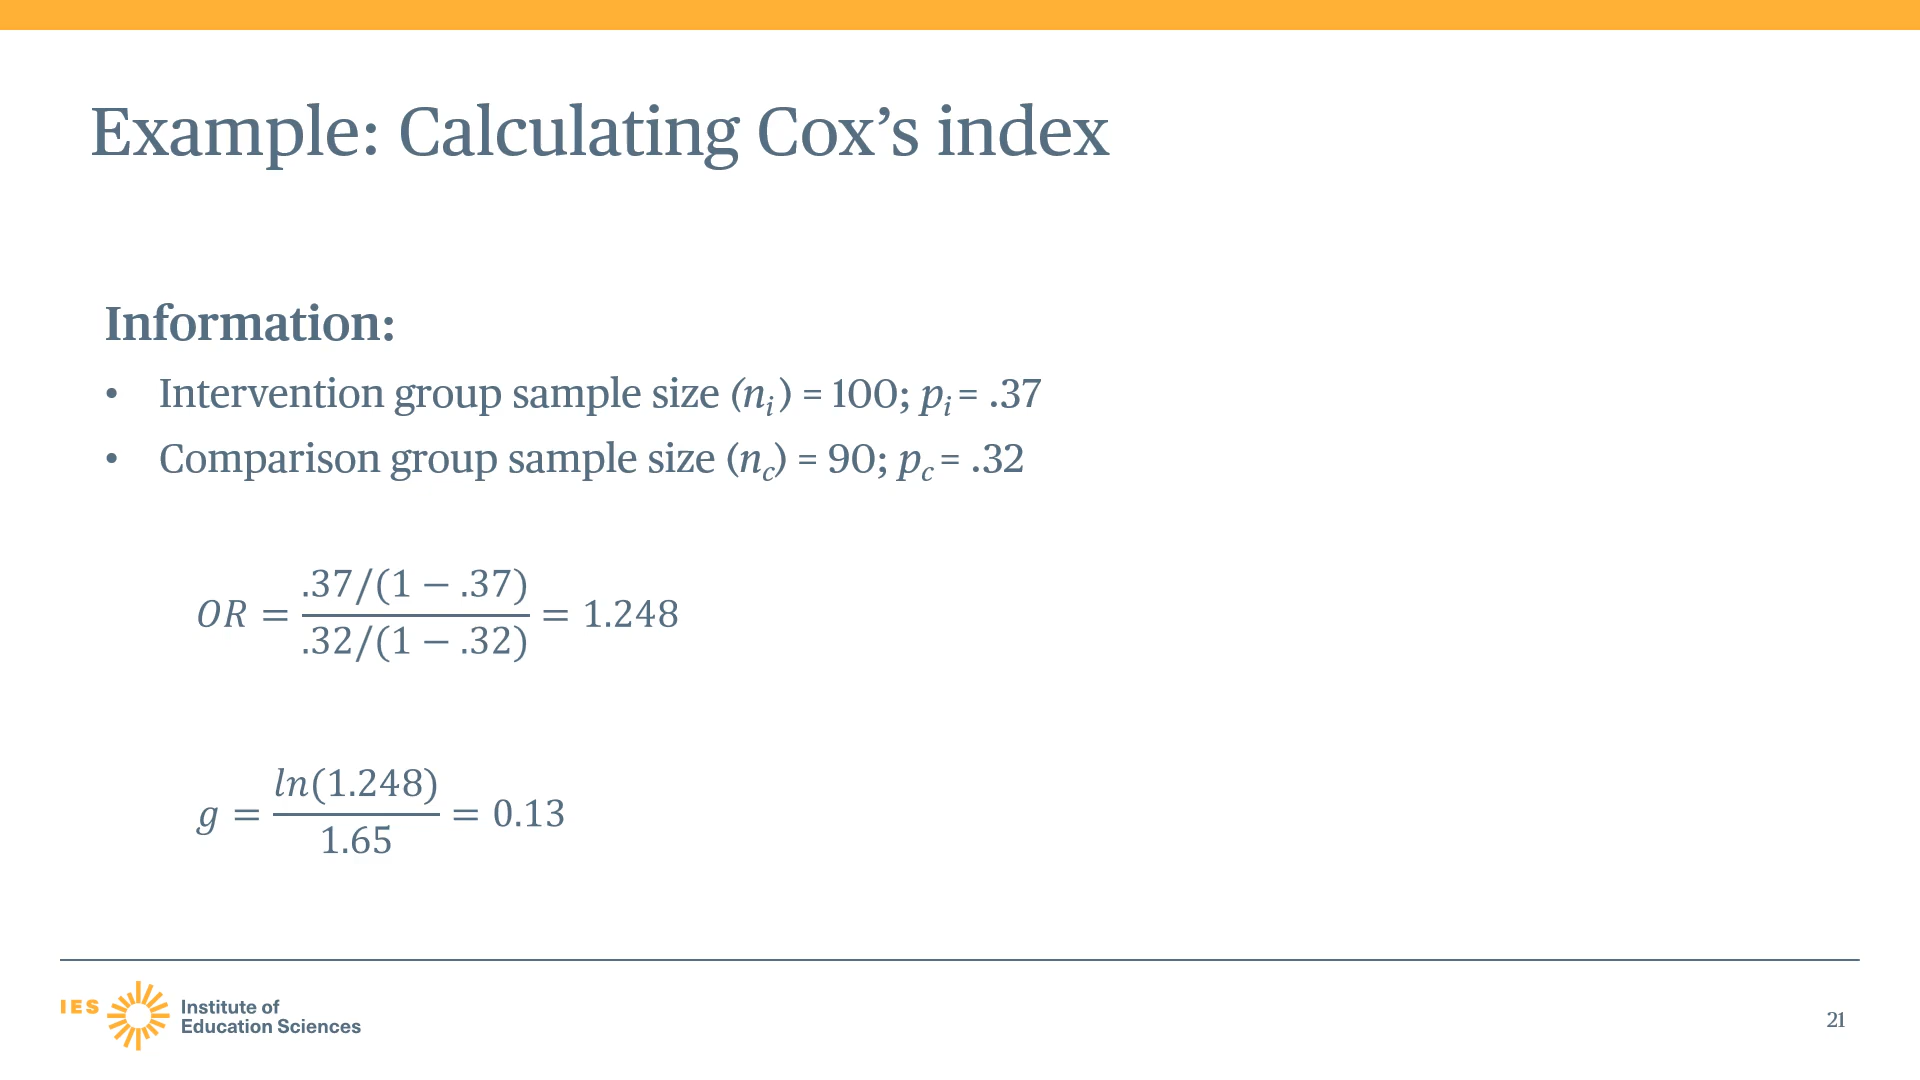 Example: Calculating Cox’s index
Information:
• Intervention group sample size (nᵢ) = 100; pᵢ = .37
• Comparison group sample size (n_c) = 90; p_c = .32
OR = .37/(1 − .37) / .32/(1 − .32) = 1.248
g = ln(1.248) / 1.65 = 0.13
IES Institute of
Education Sciences
21